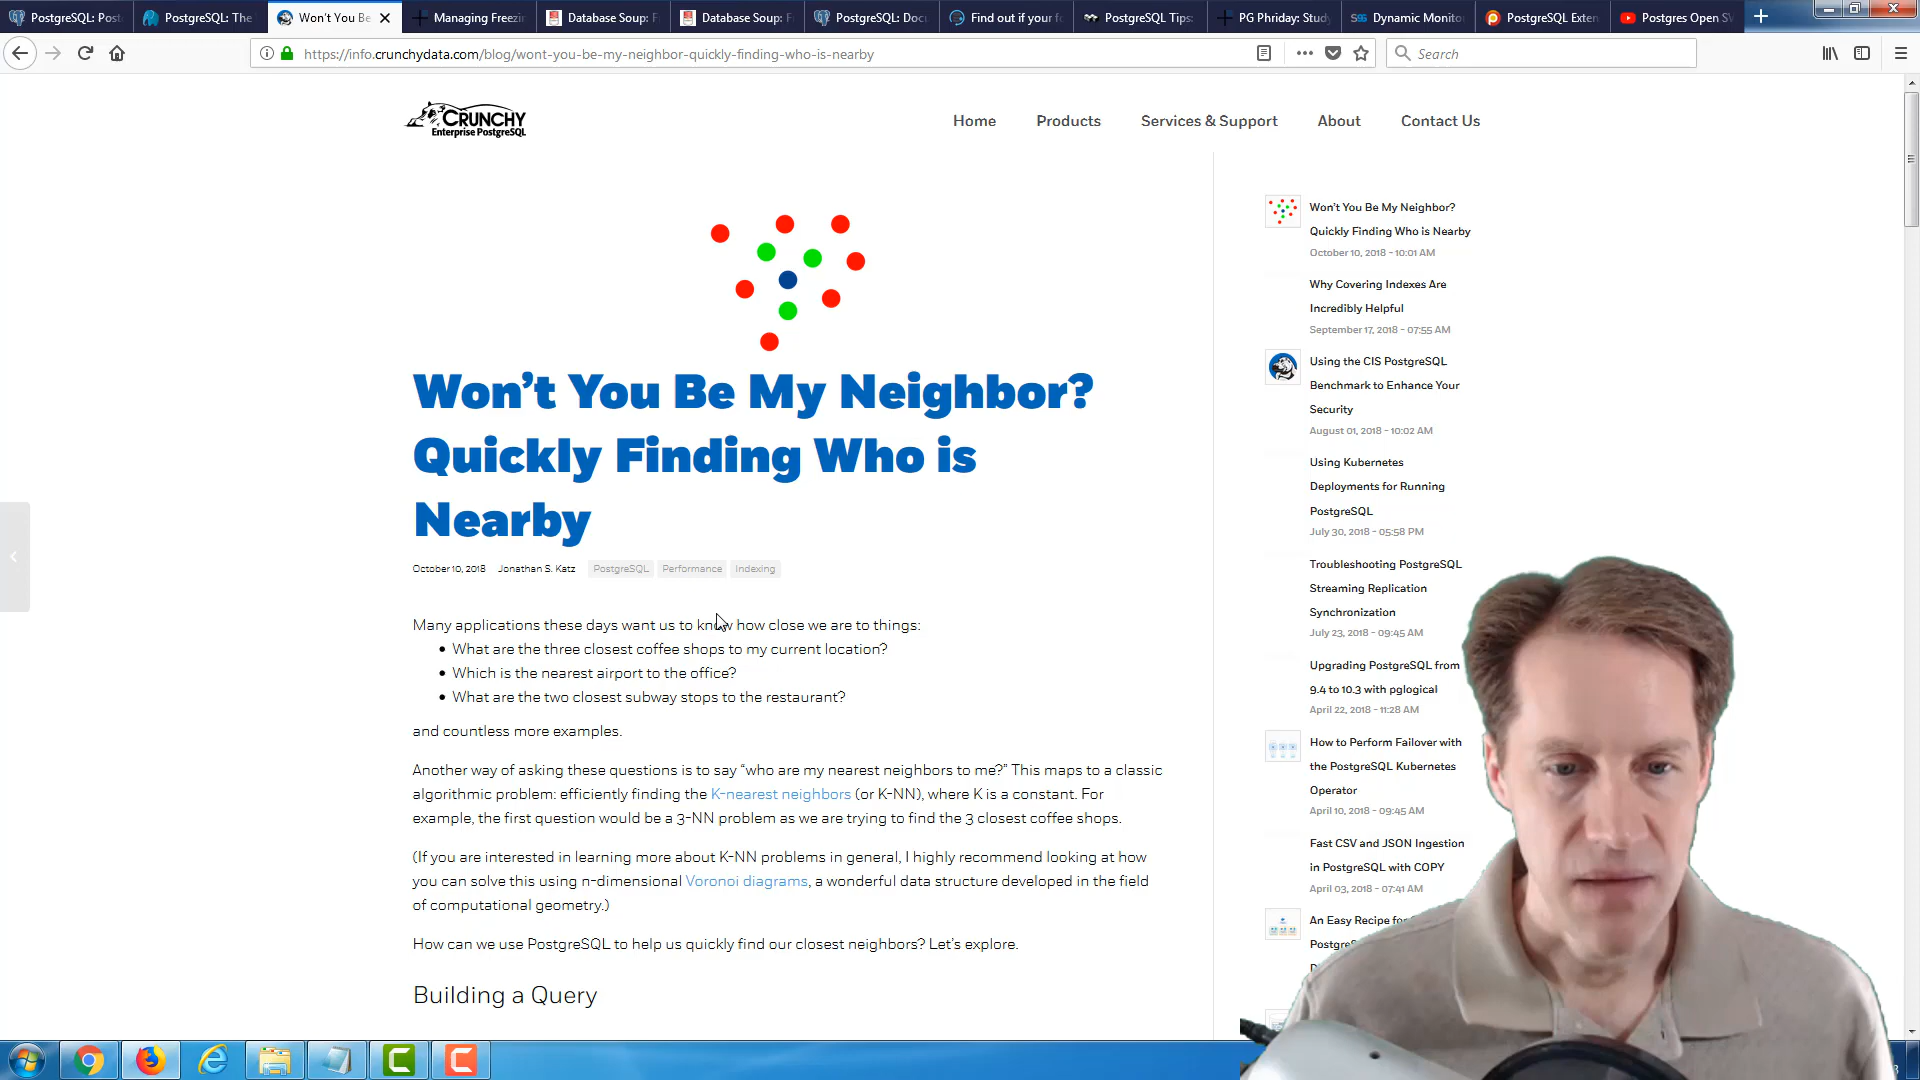 PostgreSQL: Post
PostgreSQL: The
Won't You Be
Managing Freezin
Database Soup: F
Database Soup: F
PostgreSQL: Docu
Find out if your fo
PostgreSQL Tips:
PG Phriday: Study
Dynamic Monito
PostgreSQL Exten
Postgres Open SV
https://info.crunchydata.com/blog/wont-you-be-my-neighbor-quickly-finding-who-is-nearby
Search
CRUNCHY
Enterprise PostgreSQL
Home
Products
Services & Support
About
Contact Us
Won't You Be My Neighbor?
Quickly Finding Who is
Nearby
October 10, 2018 Jonathan S. Katz PostgreSQL Performance Indexing
Many applications these days want us to know how close we are to things:
• What are the three closest coffee shops to my current location?
• Which is the nearest airport to the office?
• What are the two closest subway stops to the restaurant?
and countless more examples.
Another way of asking these questions is to say “who are my nearest neighbors to me?” This maps to a classic
algorithmic problem: efficiently finding the K-nearest neighbors (or K-NN), where K is a constant. For
example, the first question would be a 3-NN problem as we are trying to find the 3 closest coffee shops.
(If you are interested in learning more about K-NN problems in general, I highly recommend looking at how
you can solve this using n-dimensional Voronoi diagrams, a wonderful data structure developed in the field
of computational geometry.)
How can we use PostgreSQL to help us quickly find our closest neighbors? Let’s explore.
Building a Query
Won't You Be My Neighbor?
Quickly Finding Who is Nearby
October 10, 2018 - 10:01 AM
Why Covering Indexes Are
Incredibly Helpful
September 17, 2018 - 07:55 AM
Using the CIS PostgreSQL
Benchmark to Enhance Your
Security
August 01, 2018 - 10:02 AM
Using Kubernetes
Deployments for Running
PostgreSQL
July 30, 2018 - 05:58 PM
Troubleshooting PostgreSQL
Streaming Replication
Synchronization
July 23, 2018 - 09:45 AM
Upgrading PostgreSQL from
9.4 to 10.3 with pglogical
April 22, 2018 - 11:28 AM
How to Perform Failover with
the PostgreSQL Kubernetes
Operator
April 10, 2018 - 09:45 AM
Fast CSV and JSON Ingestion
in PostgreSQL with COPY
April 03, 2018 - 07:41 AM
An Easy Recipe for